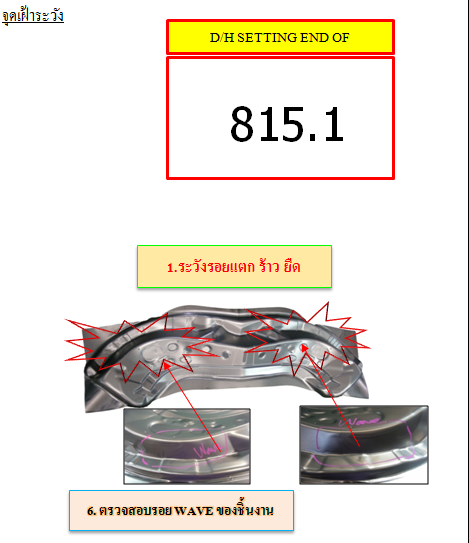 จุดเฝ้าระวัง
D/H SETTING END OF
815.1
1.ระวังรอยแตก ร้าว ยืด
Wave
6. ตรวจสอบรอย WAVE ของชิ้นงาน